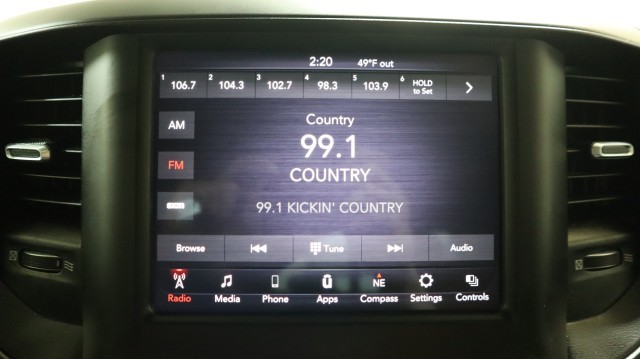 2:20 49°F out
1 106.7 2 104.3 3 102.7 4 98.3 5 103.9 6 HOLD to Set
AM
Country
99.1
FM
COUNTRY
99.1 KICKIN' COUNTRY
Browse Tune Audio
NE
Radio Media Phone Apps Compass Settings Controls